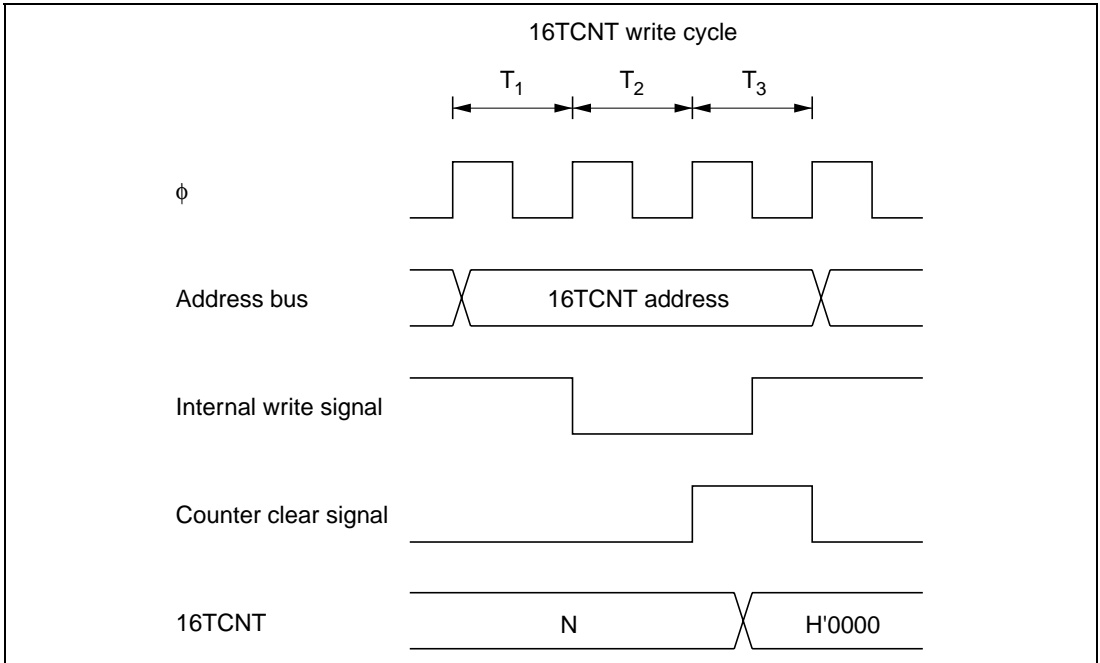 16TCNT write cycle
T1 T2 T3
φ
Address bus
16TCNT address
Internal write signal
Counter clear signal
16TCNT
N
H'0000